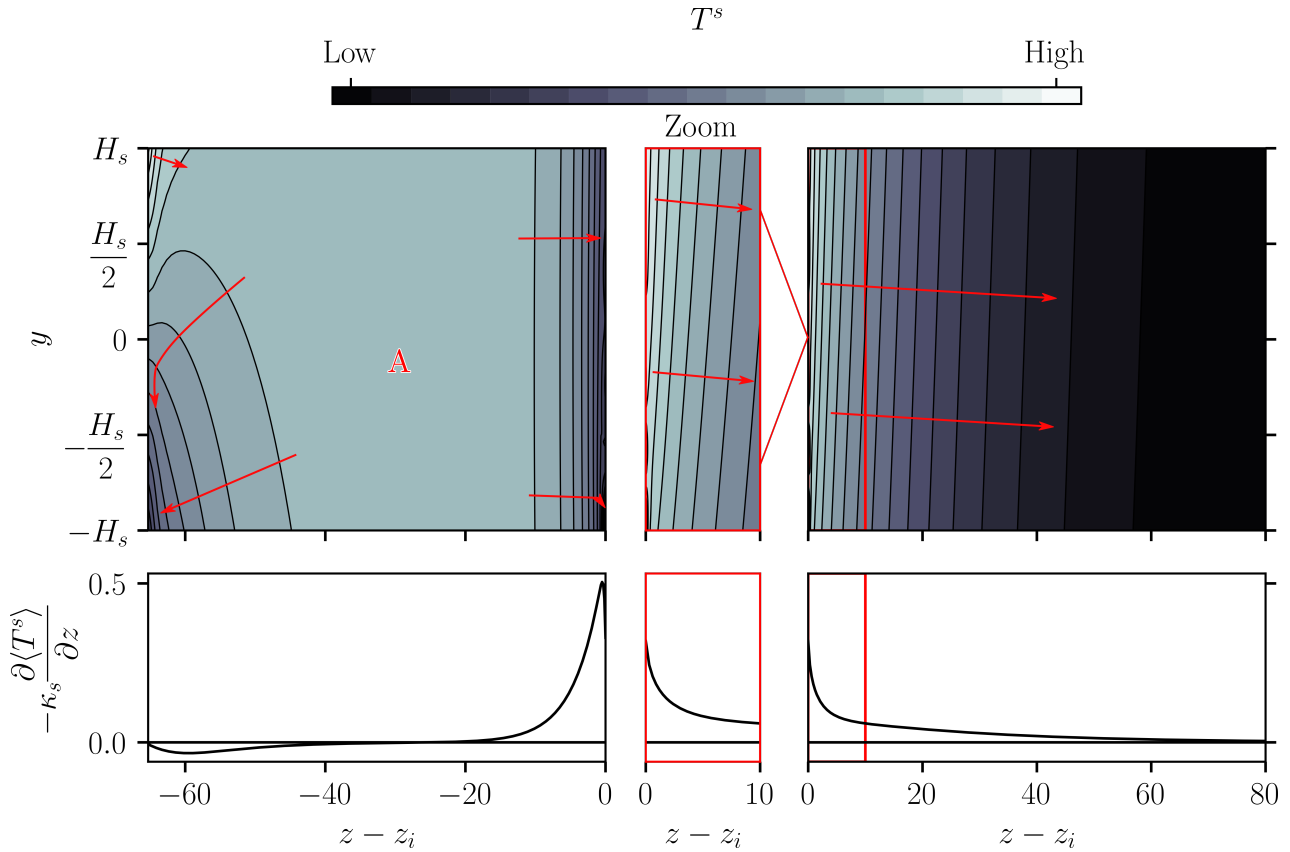 T^s
Low High
Zoom
H_s
H_s/2
y
0
A
−H_s/2
−H_s
0.5
−κ_s ∂⟨T^s⟩/∂z
0.0
−60 −40 −20 0 0 10 0 20 40 60 80
z − z_i z − z_i z − z_i